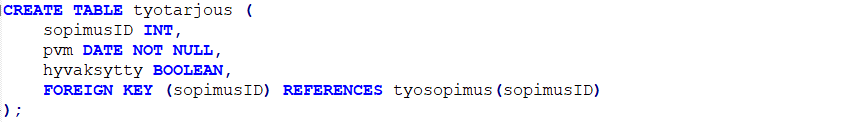 CREATE TABLE tyotarjous (
    sopimusID INT,
    pvm DATE NOT NULL,
    hyvaksytty BOOLEAN,
    FOREIGN KEY (sopimusID) REFERENCES tyosopimus(sopimusID)
);